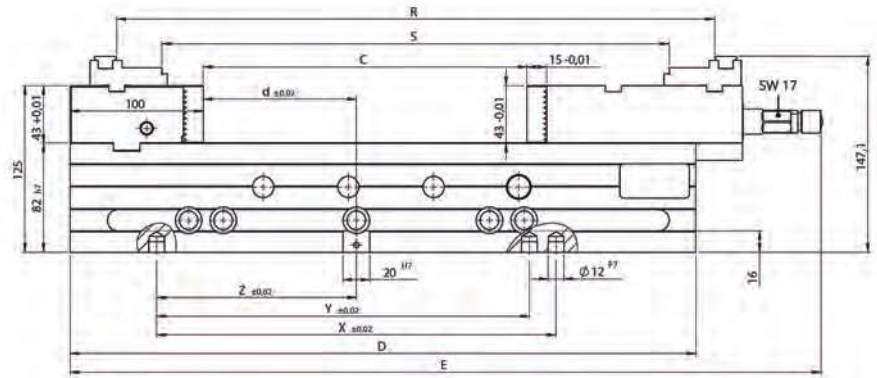 R
S
C
15 -0,01
SW 17
100
d ±0,02
43 +0,01
43 -0,01
125
82 h7
147,1
16
20 H7
Ø 12 F7
Z ±0,02
Y ±0,02
X ±0,02
D
E